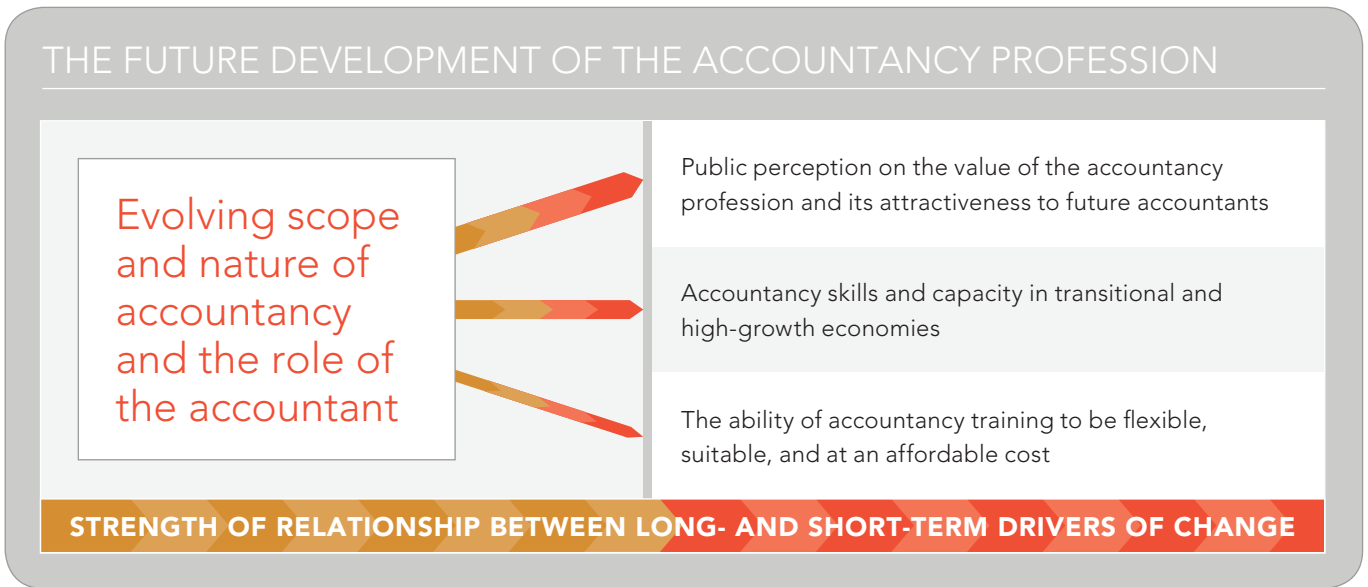 THE FUTURE DEVELOPMENT OF THE ACCOUNTANCY PROFESSION
Evolving scope
and nature of
accountancy
and the role of
the accountant
Public perception on the value of the accountancy
profession and its attractiveness to future accountants
Accountancy skills and capacity in transitional and
high-growth economies
The ability of accountancy training to be flexible,
suitable, and at an affordable cost
STRENGTH OF RELATIONSHIP BETWEEN LONG- AND SHORT-TERM DRIVERS OF CHANGE